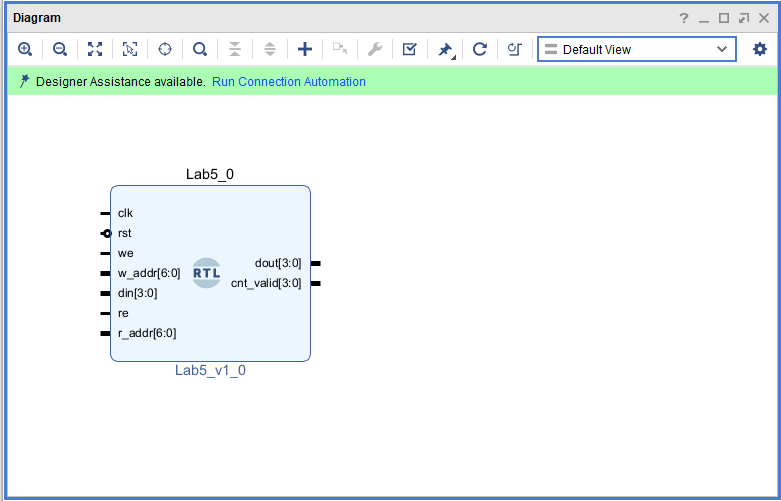 Diagram
Default View
Designer Assistance available. Run Connection Automation
Lab5_0
clk
rst
we
w_addr[6:0]
din[3:0]
re
r_addr[6:0]
RTL
dout[3:0]
cnt_valid[3:0]
Lab5_v1_0